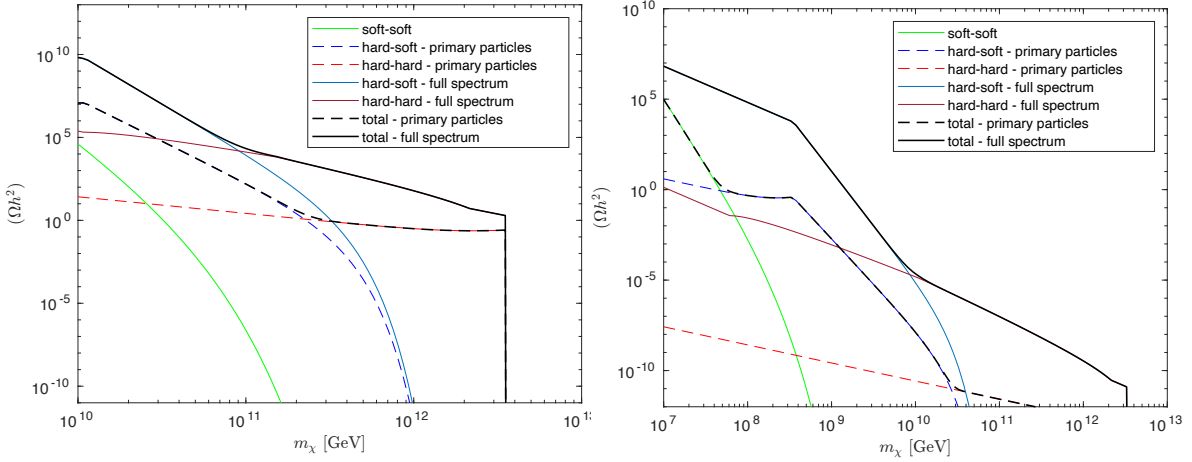 soft-soft
hard-soft - primary particles
hard-hard - primary particles
hard-soft - full spectrum
hard-hard - full spectrum
total - primary particles
total - full spectrum
10^10
10^5
10^0
10^-5
10^-10
(Ωh^2)
10^10
10^11
10^12
10^13
m_χ [GeV]
soft-soft
hard-soft - primary particles
hard-hard - primary particles
hard-soft - full spectrum
hard-hard - full spectrum
total - primary particles
total - full spectrum
10^10
10^5
10^0
10^-5
10^-10
(Ωh^2)
10^7
10^8
10^9
10^10
10^11
10^12
10^13
m_χ [GeV]